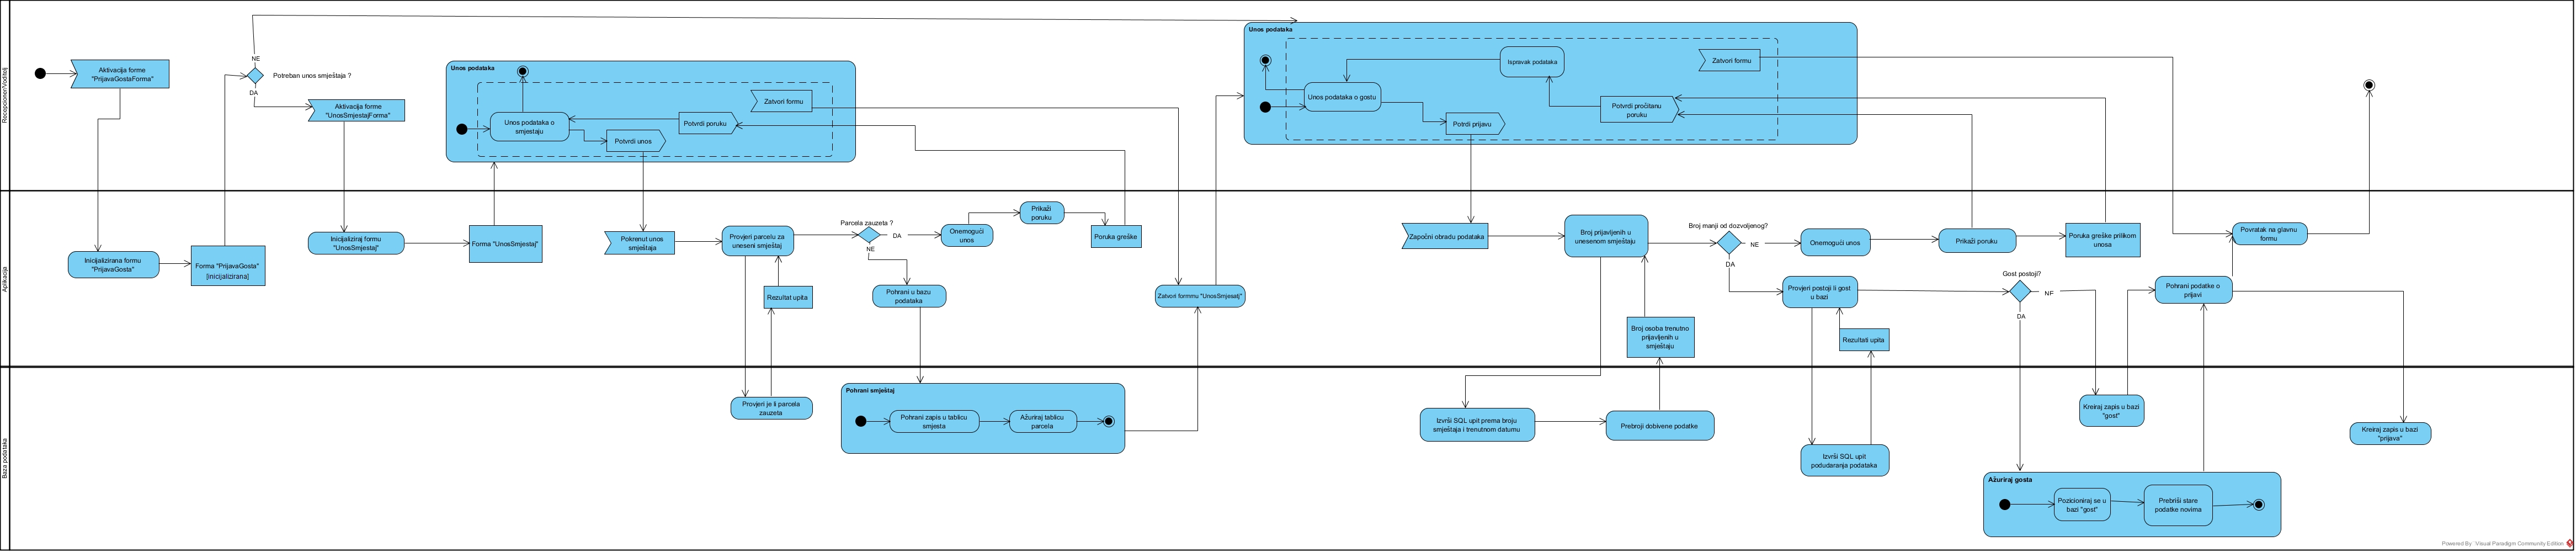 Recepcioner/Voditelj
Aktivacija forme
"PrijavaGostaForma"
NE
Potreban unos smještaja ?
DA
Aktivacija forme
"UnosSmjestajForma"
Unos podataka
Unos podataka o
smjestaju
Potvrdi unos
Potvrdi poruku
Zatvori formu
Unos podataka
Unos podataka o gostu
Potrdi prijavu
Ispravak podataka
Potvrdi pročitanu
poruku
Zatvori formu
Aplikacija
Inicijalizirana formu
"PrijavaGosta"
Forma "PrijavaGosta"
[inicijalizirana]
Inicijaliziraj formu
"UnosSmjestaj"
Forma "UnosSmjestaj"
Pokrenut unos
smještaja
Provjeri parcelu za
uneseni smještaj
Rezultat upita
Parcela zauzeta ?
DA
NE
Pohrani u bazu
podataka
Onemogući
unos
Prikaži
poruku
Poruka greške
Zatvori formmu "UnosSmjesatj"
Započni obradu podataka
Broj prijavljenih u
unesenom smještaju
Broj osoba trenutno
prijavljenih u
smještaju
Broj manji od dozvoljenog?
NE
DA
Onemogući unos
Prikaži poruku
Poruka greške prilikom
unosa
Povratak na glavnu
formu
Provjeri postoji li gost
u bazi
Rezultati upita
Gost postoji?
NE
DA
Pohrani podatke o
prijavi
Baza podataka
Provjeri je li parcela
zauzeta
Pohrani smještaj
Pohrani zapis u tablicu
smjesta
Ažuriraj tablicu
parcela
Izvrši SQL upit prema broju
smještaja i trenutnom datumu
Prebroji dobivene podatke
Izvrši SQL upit
podudaranja podataka
Kreiraj zapis u bazi
"gost"
Kreiraj zapis u bazi
"prijava"
Ažuriraj gosta
Pozicioniraj se u
bazi "gost"
Prebriši stare
podatke novima
Powered By Visual Paradigm Community Edition